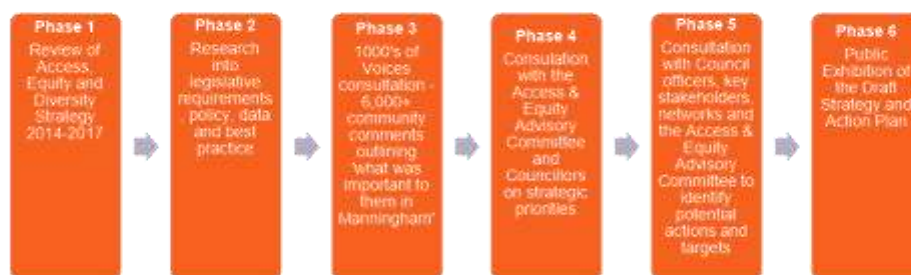 Phase 1
Review of
Access,
Equity and
Diversity
Strategy
2014-2017
Phase 2
Research
into
legislative
requirements
, policy, data
and best
practice
Phase 3
1000's of
Voices
consultation -
6,000+
community
comments
outlining
what was
important to
them in
Manningham'
Phase 4
Consulation
with the
Access &
Equity
Advisory
Committee
and
Councillors
on strategic
priorities
Phase 5
Consultation
with Council
officers, key
stakeholders,
networks and
the Access &
Equity
Advisory
Committee to
identify
potential
actions and
targets
Phase 6
Public
Exhibition of
the Draft
Strategy and
Action Plan